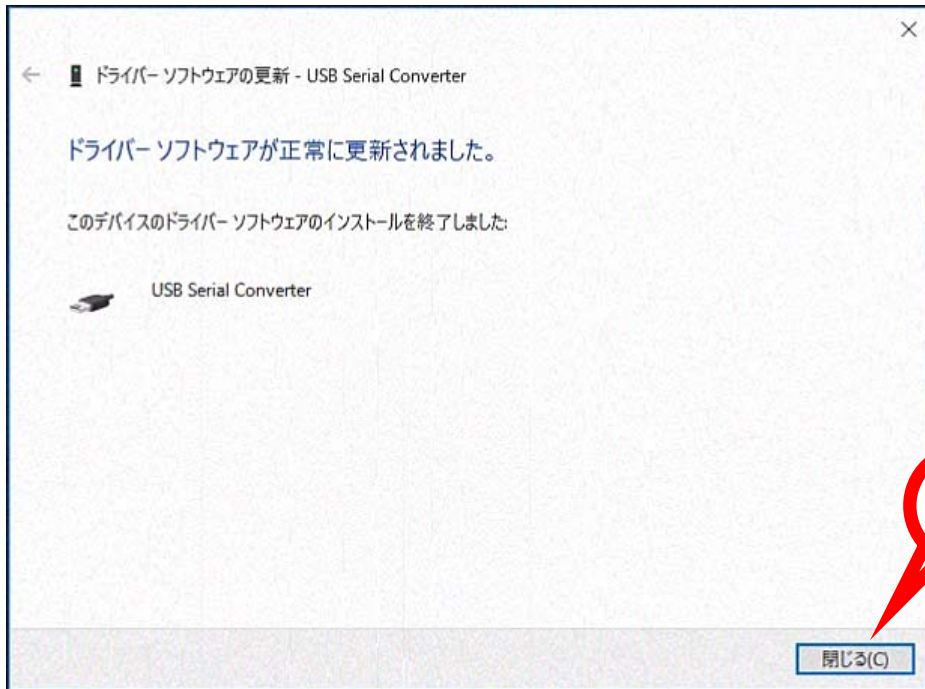 ドライバー ソフトウェアの更新 - USB Serial Converter
ドライバー ソフトウェアが正常に更新されました。
このデバイスのドライバー ソフトウェアのインストールを終了しました:
USB Serial Converter
閉じる(C)